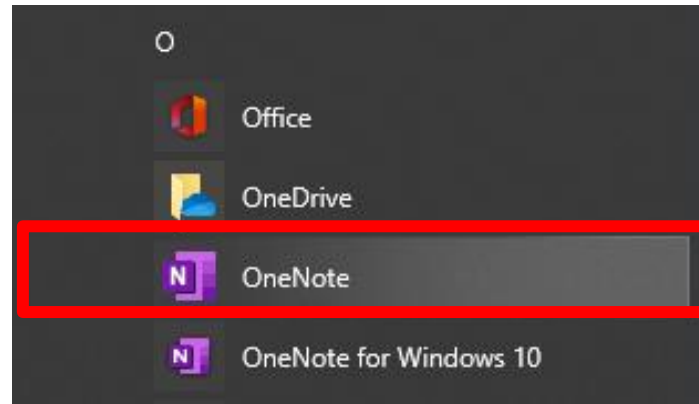 O
Office
OneDrive
N OneNote
N OneNote for Windows 10